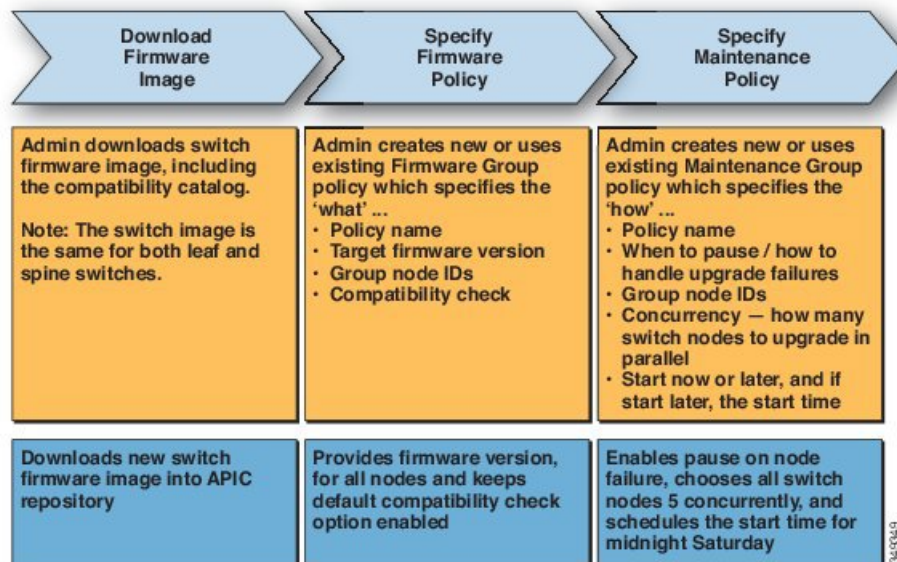 Download
Firmware
Image
Specify
Firmware
Policy
Specify
Maintenance
Policy
Admin downloads switch
firmware image, including
the compatibility catalog.
Note: The switch image is
the same for both leaf and
spine switches.
Admin creates new or uses
existing Firmware Group
policy which specifies the
‘what’ ...
• Policy name
• Target firmware version
• Group node IDs
• Compatibility check
Admin creates new or uses
existing Maintenance Group
policy which specifies the
‘how’ ...
• Policy name
• When to pause / how to
handle upgrade failures
• Group node IDs
• Concurrency — how many
switch nodes to upgrade in
parallel
• Start now or later, and if
start later, the start time
Downloads new switch
firmware image into APIC
repository
Provides firmware version,
for all nodes and keeps
default compatibility check
option enabled
Enables pause on node
failure, chooses all switch
nodes 5 concurrently, and
schedules the start time for
midnight Saturday
349349